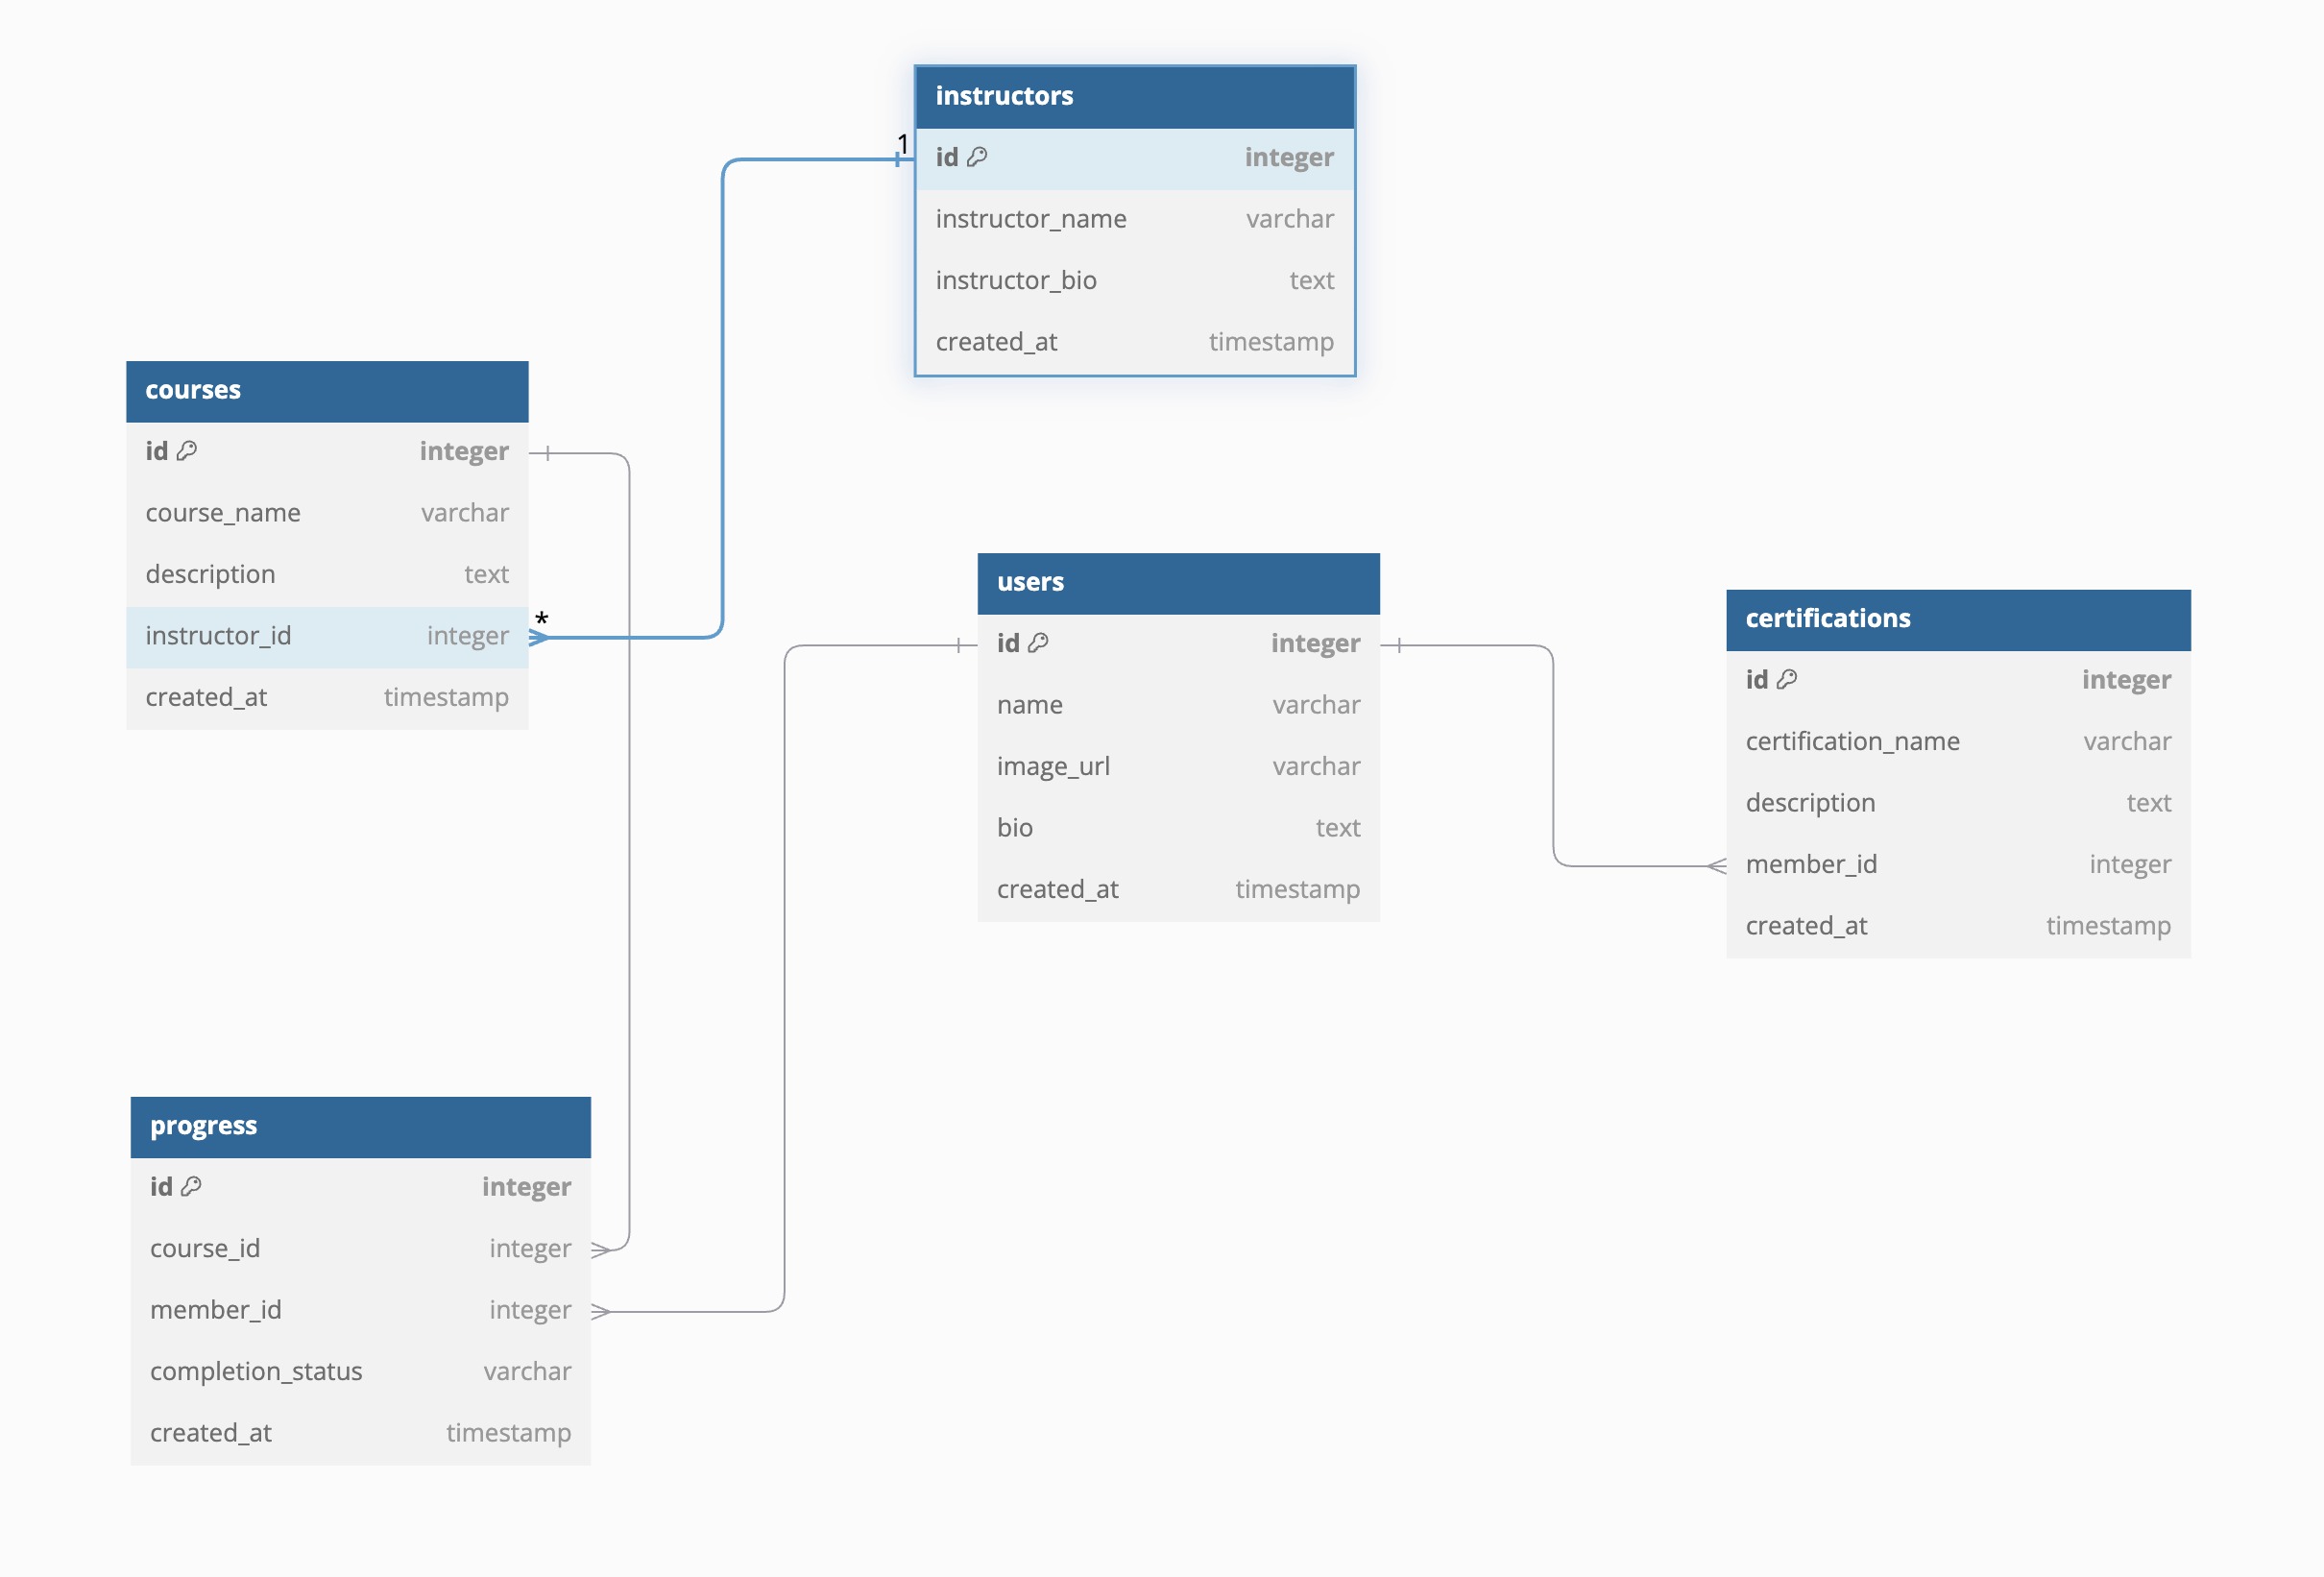 instructors
1
id integer
instructor_name varchar
instructor_bio text
created_at timestamp
courses
id integer
course_name varchar
description text
instructor_id integer *
created_at timestamp
users
id integer
name varchar
image_url varchar
bio text
created_at timestamp
certifications
id integer
certification_name varchar
description text
member_id integer
created_at timestamp
progress
id integer
course_id integer
member_id integer
completion_status varchar
created_at timestamp